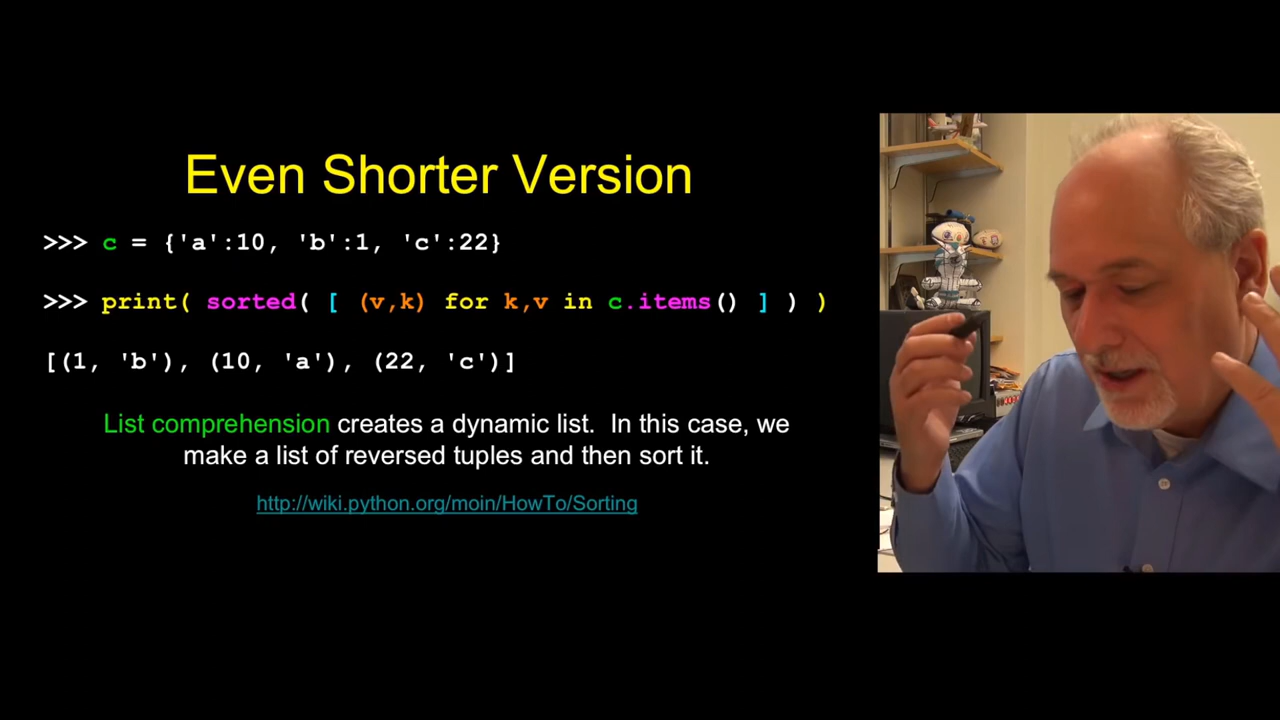 Even Shorter Version
>>> c = {'a':10, 'b':1, 'c':22}
>>> print( sorted( [ (v,k) for k,v in c.items() ] ) )
[(1, 'b'), (10, 'a'), (22, 'c')]
List comprehension creates a dynamic list.  In this case, we
make a list of reversed tuples and then sort it.
http://wiki.python.org/moin/HowTo/Sorting